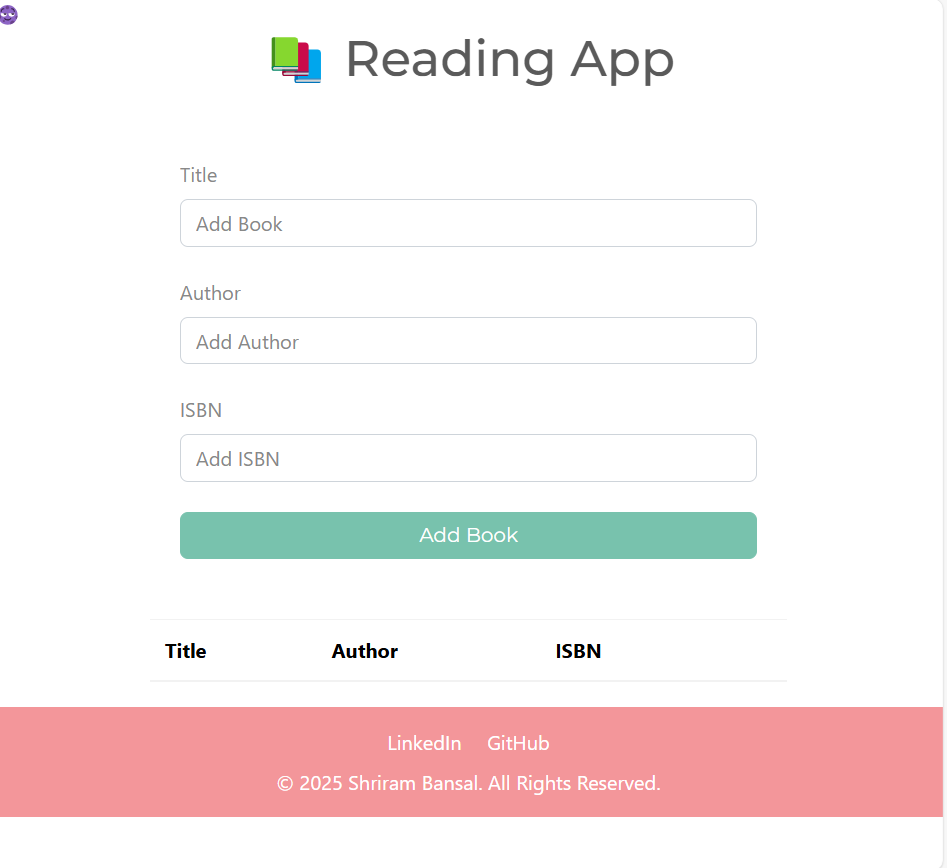 Reading App
Title
Add Book
Author
Add Author
ISBN
Add ISBN
Add Book
Title Author ISBN
LinkedIn GitHub
© 2025 Shriram Bansal. All Rights Reserved.